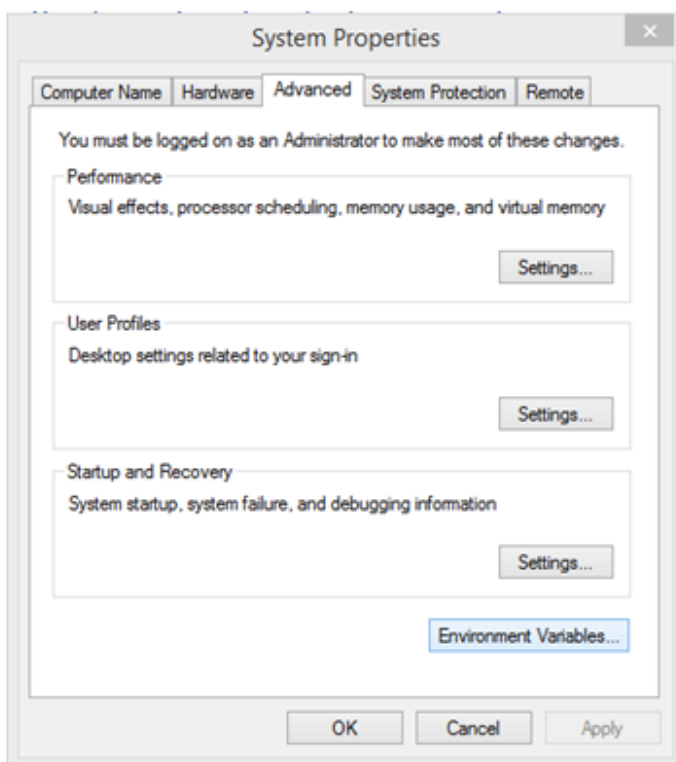 System Properties
Computer Name Hardware Advanced System Protection Remote
You must be logged on as an Administrator to make most of these changes.
Performance
Visual effects, processor scheduling, memory usage, and virtual memory
Settings...
User Profiles
Desktop settings related to your sign-in
Settings...
Startup and Recovery
System startup, system failure, and debugging information
Settings...
Environment Variables...
OK Cancel Apply